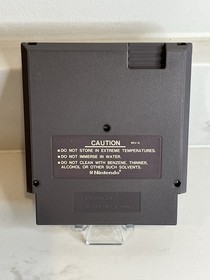 CAUTION
●DO NOT STORE IN EXTREME TEMPERATURES.
●DO NOT IMMERSE IN WATER.
●DO NOT CLEAN WITH BENZENE, THINNER,
ALCOHOL OR OTHER SUCH SOLVENTS.
Nintendo